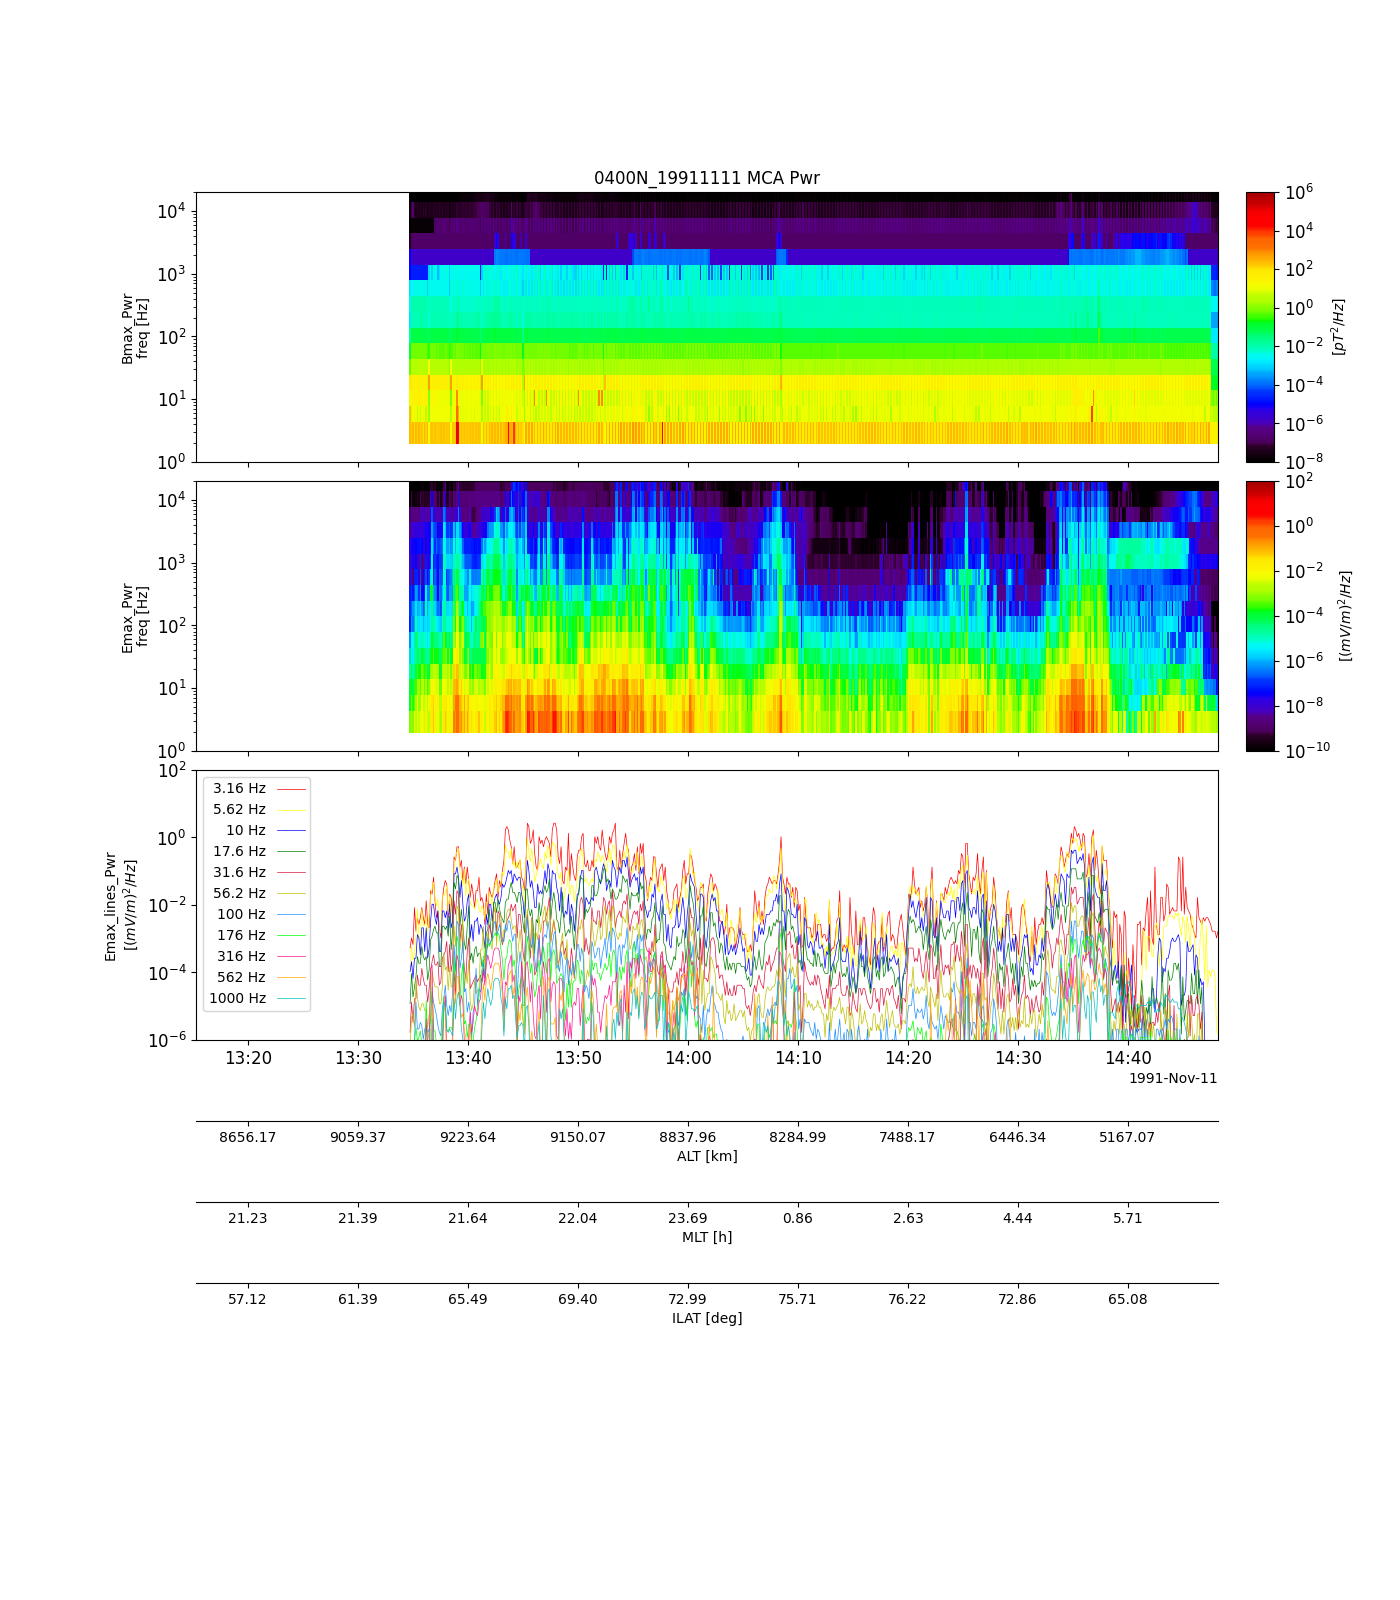 0400N_19911111 MCA Pwr
Bmax_Pwr
freq [Hz]
10^4
10^3
10^2
10^1
10^0
10^6
10^4
10^2
10^0
10^-2
10^-4
10^-6
10^-8
[pT^2/Hz]
Emax_Pwr
freq [Hz]
10^4
10^3
10^2
10^1
10^0
10^2
10^0
10^-2
10^-4
10^-6
10^-8
10^-10
[(mV/m)^2/Hz]
Emax_lines_Pwr
[(mV/m)^2/Hz]
10^2
10^0
10^-2
10^-4
10^-6
3.16 Hz
5.62 Hz
10 Hz
17.6 Hz
31.6 Hz
56.2 Hz
100 Hz
176 Hz
316 Hz
562 Hz
1000 Hz
13:20 13:30 13:40 13:50 14:00 14:10 14:20 14:30 14:40
1991-Nov-11
8656.17 9059.37 9223.64 9150.07 8837.96 8284.99 7488.17 6446.34 5167.07
ALT [km]
21.23 21.39 21.64 22.04 23.69 0.86 2.63 4.44 5.71
MLT [h]
57.12 61.39 65.49 69.40 72.99 75.71 76.22 72.86 65.08
ILAT [deg]